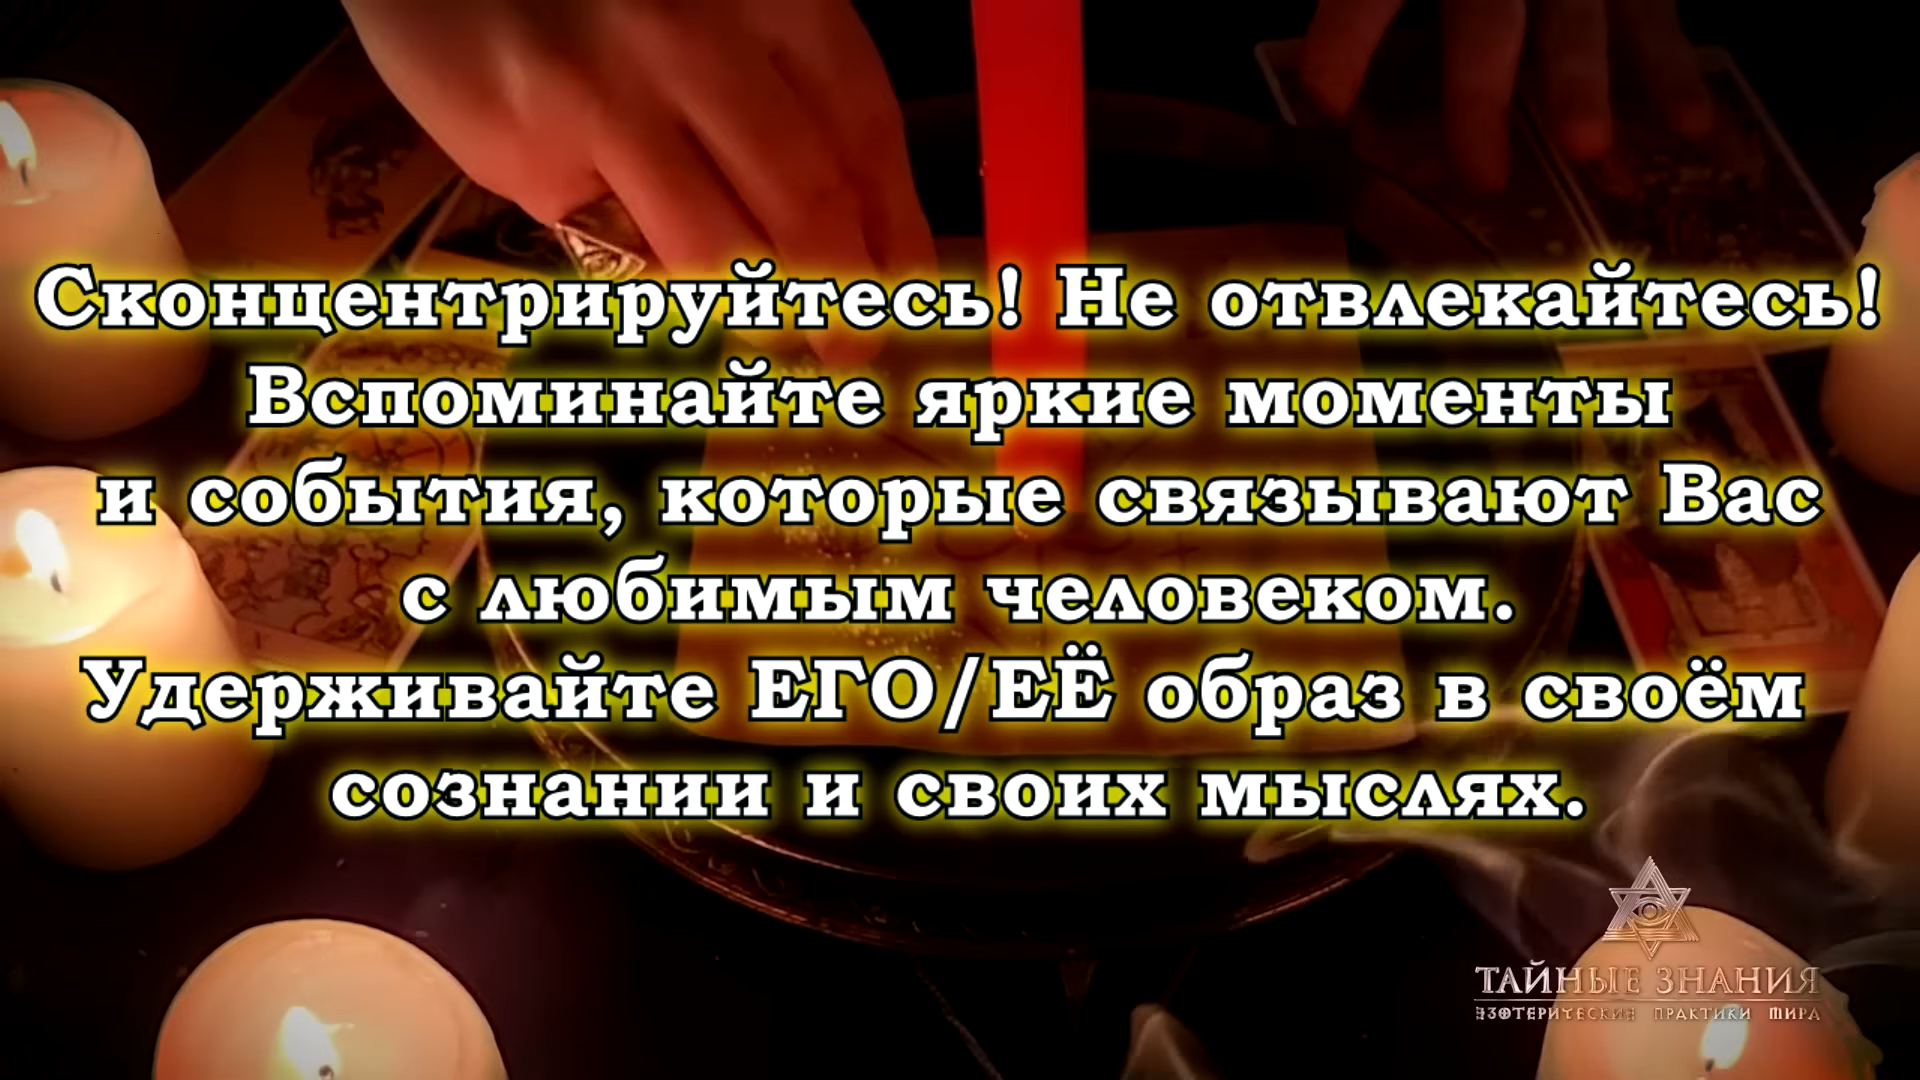 Сконцентрируйтесь! Не отвлекайтесь!
Вспоминайте яркие моменты
и события, которые связывают Вас
с любимым человеком.
Удерживайте ЕГО/ЕЁ образ в своём
сознании и своих мыслях.
ТАЙНЫЕ ЗНАНИЯ
ЭЗОТЕРИЧЕСКИЕ ПРАКТИКИ МИРА